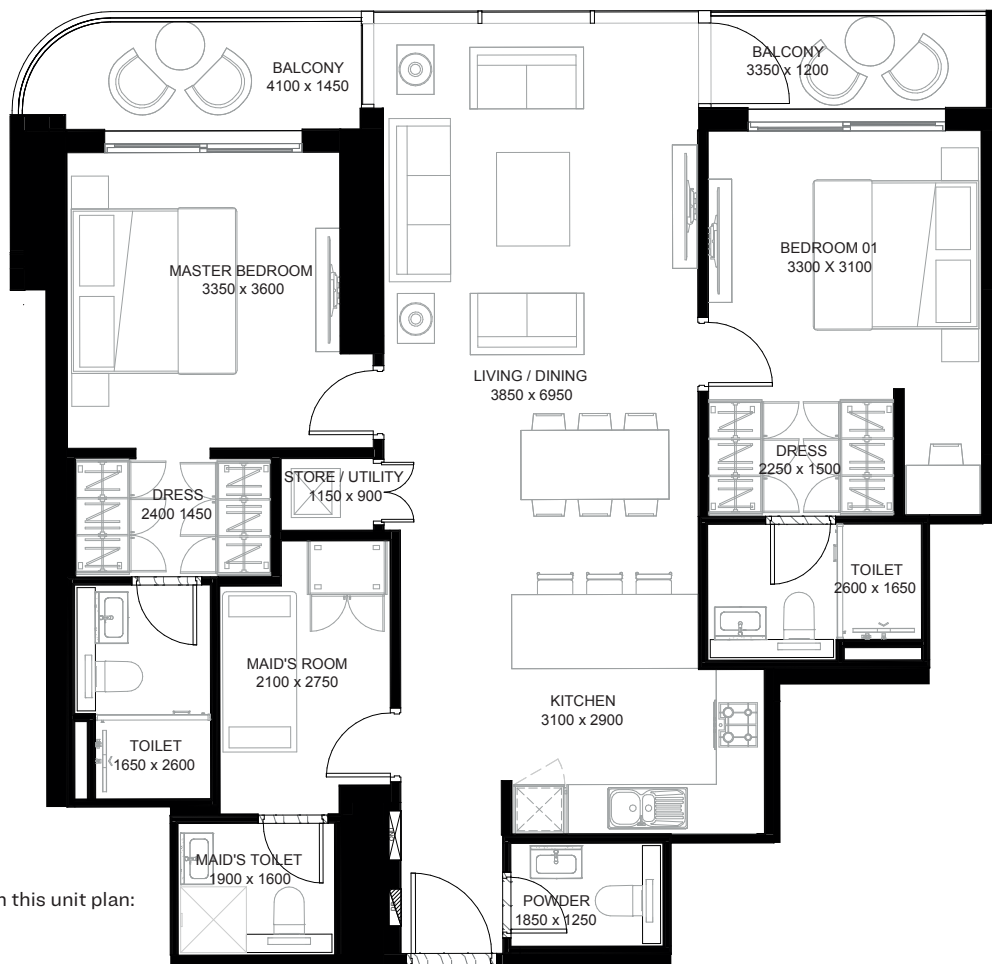 BALCONY
4100 x 1450
BALCONY
3350 x 1200
MASTER BEDROOM
3350 x 3600
BEDROOM 01
3300 X 3100
LIVING / DINING
3850 x 6950
STORE / UTILITY
1150 x 900
DRESS
2400 1450
DRESS
2250 x 1500
TOILET
2600 x 1650
MAID'S ROOM
2100 x 2750
KITCHEN
3100 x 2900
TOILET
1650 x 2600
MAID'S TOILET
1900 x 1600
POWDER
1850 x 1250
this unit plan: